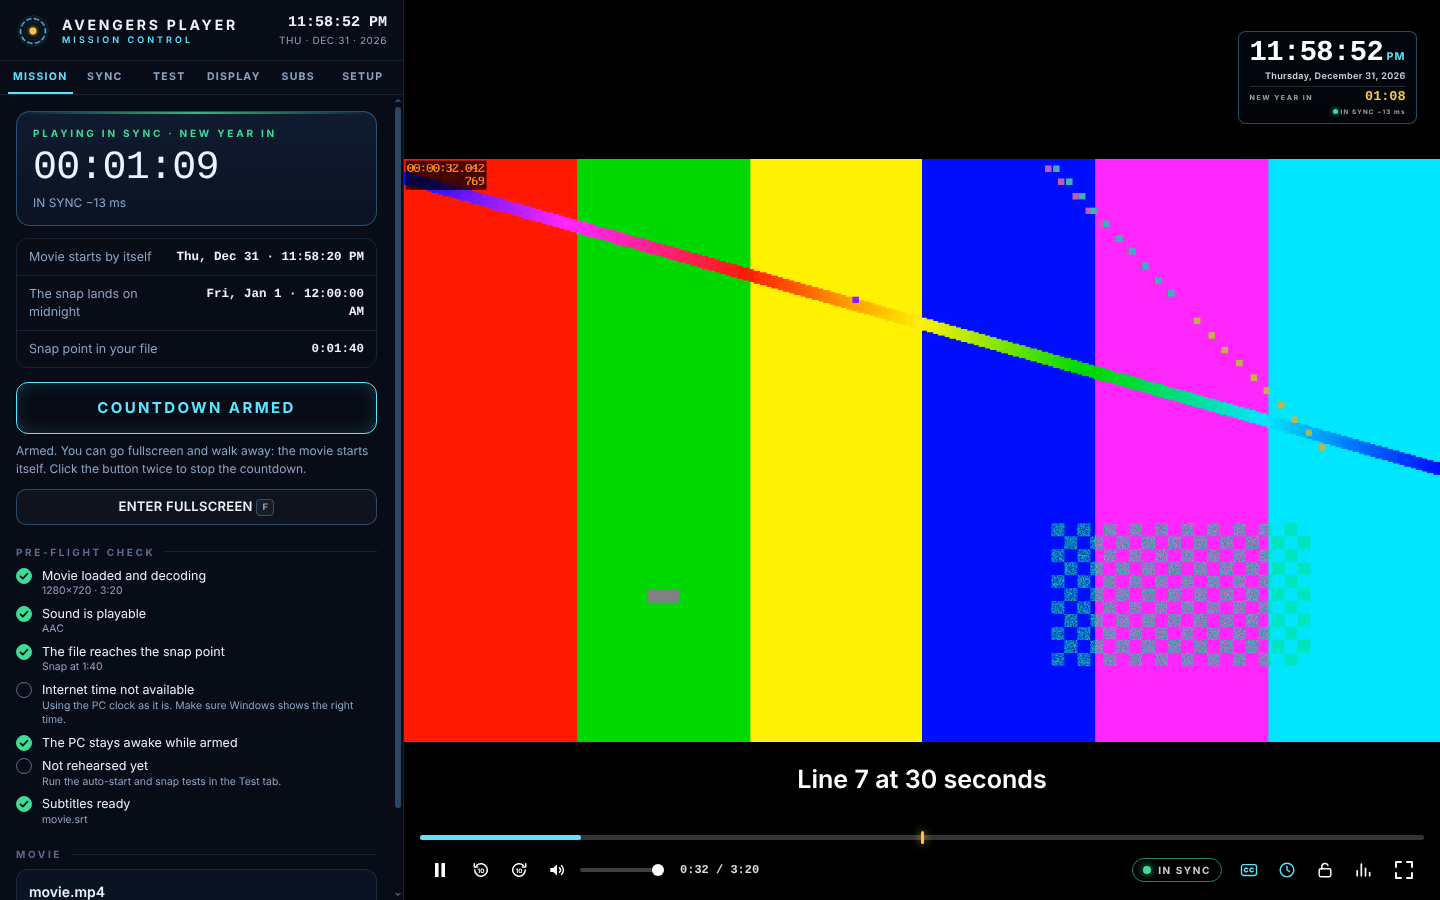 AVENGERS PLAYER
MISSION CONTROL
11:58:52 PM
THU · DEC 31 · 2026
MISSION SYNC TEST DISPLAY SUBS SETUP
PLAYING IN SYNC · NEW YEAR IN
00:01:09
IN SYNC −13 ms
Movie starts by itself Thu, Dec 31 · 11:58:20 PM
The snap lands on midnight Fri, Jan 1 · 12:00:00 AM
Snap point in your file 0:01:40
COUNTDOWN ARMED
Armed. You can go fullscreen and walk away: the movie starts
itself. Click the button twice to stop the countdown.
ENTER FULLSCREEN F
PRE-FLIGHT CHECK
Movie loaded and decoding
1280×720 · 3:20
Sound is playable
AAC
The file reaches the snap point
Snap at 1:40
Internet time not available
Using the PC clock as it is. Make sure Windows shows the right
time.
The PC stays awake while armed
Not rehearsed yet
Run the auto-start and snap tests in the Test tab.
Subtitles ready
movie.srt
MOVIE
movie.mp4
11:58:52 PM
Thursday, December 31, 2026
NEW YEAR IN 01:08
IN SYNC −13 ms
00:00:32.042
769
Line 7 at 30 seconds
10 10 0:32 / 3:20 IN SYNC CC